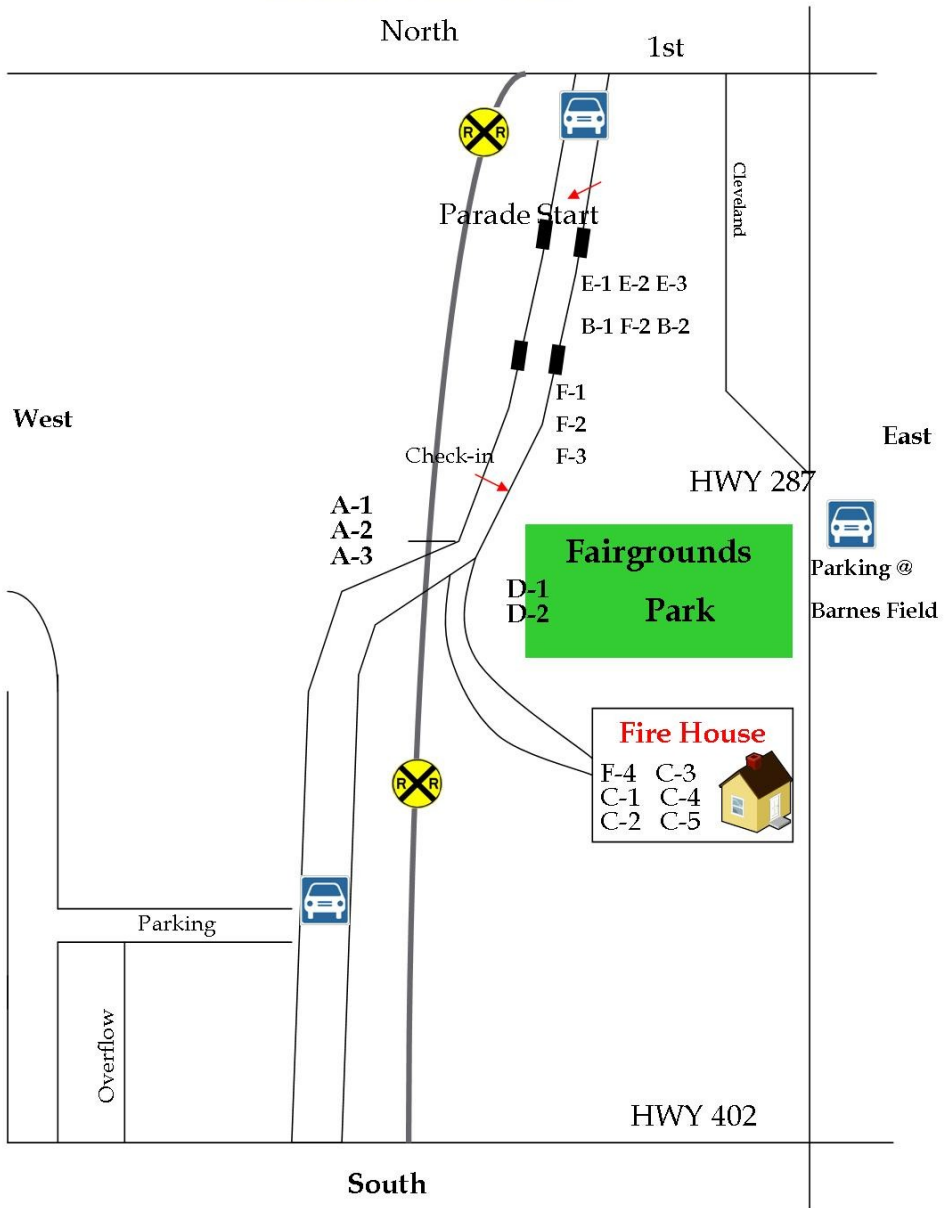 North
1st
R R
Cleveland
Parade Start
E-1 E-2 E-3
B-1 F-2 B-2
F-1
F-2
F-3
West
East
Check-in
HWY 287
A-1
A-2
A-3
Fairgrounds
Park
D-1
D-2
Parking @
Barnes Field
Fire House
F-4 C-3
C-1 C-4
C-2 C-5
R R
Parking
Overflow
HWY 402
South